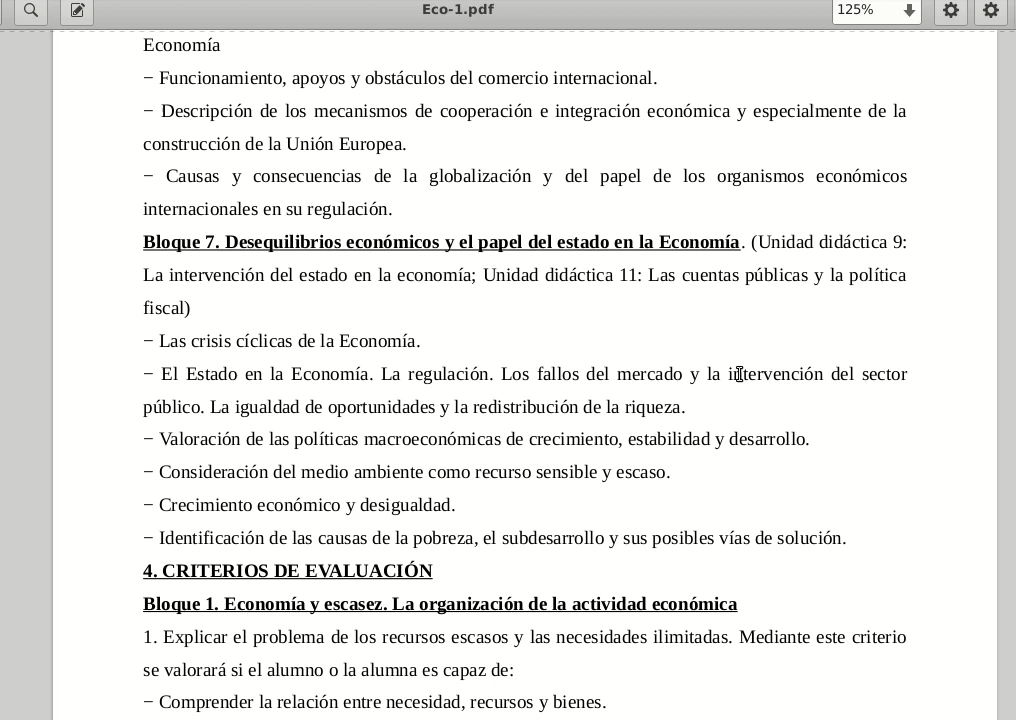 Eco-1.pdf
125%
Economía
− Funcionamiento, apoyos y obstáculos del comercio internacional.
− Descripción de los mecanismos de cooperación e integración económica y especialmente de la
construcción de la Unión Europea.
− Causas y consecuencias de la globalización y del papel de los organismos económicos
internacionales en su regulación.
Bloque 7. Desequilibrios económicos y el papel del estado en la Economía. (Unidad didáctica 9:
La intervención del estado en la economía; Unidad didáctica 11: Las cuentas públicas y la política
fiscal)
− Las crisis cíclicas de la Economía.
− El Estado en la Economía. La regulación. Los fallos del mercado y la intervención del sector
público. La igualdad de oportunidades y la redistribución de la riqueza.
− Valoración de las políticas macroeconómicas de crecimiento, estabilidad y desarrollo.
− Consideración del medio ambiente como recurso sensible y escaso.
− Crecimiento económico y desigualdad.
− Identificación de las causas de la pobreza, el subdesarrollo y sus posibles vías de solución.
4. CRITERIOS DE EVALUACIÓN
Bloque 1. Economía y escasez. La organización de la actividad económica
1. Explicar el problema de los recursos escasos y las necesidades ilimitadas. Mediante este criterio
se valorará si el alumno o la alumna es capaz de:
− Comprender la relación entre necesidad, recursos y bienes.